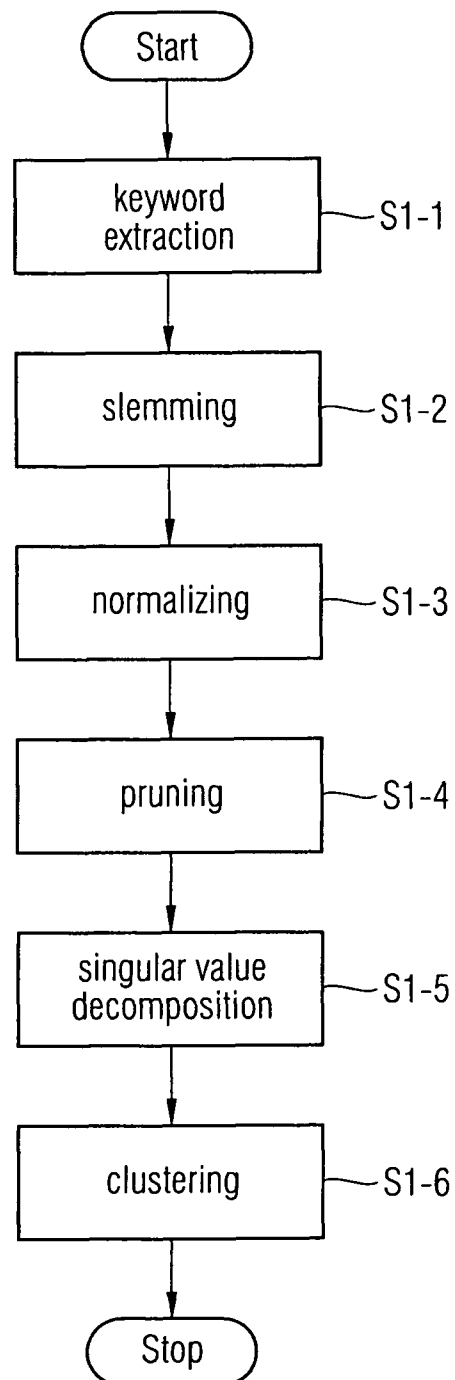 Start
keyword
extraction
S1-1
slemming
S1-2
normalizing
S1-3
pruning
S1-4
singular value
decomposition
S1-5
clustering
S1-6
Stop